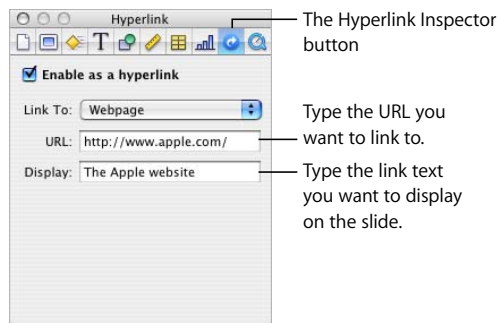 Hyperlink
T
Enable as a hyperlink
Link To: Webpage
URL: http://www.apple.com/
Display: The Apple website
The Hyperlink Inspector
button
Type the URL you
want to link to.
Type the link text
you want to display
on the slide.